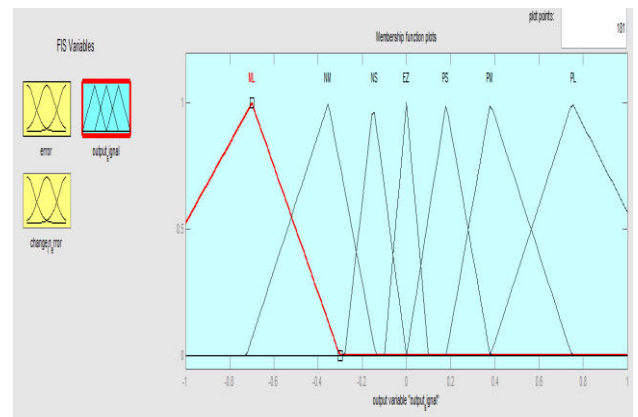 plot points:
181
FIS Variables
Membership function plots
NL NM NS EZ PS PM PL
error
output_signal
change_in_error
1
0.5
0
-1 -0.8 -0.6 -0.4 -0.2 0 0.2 0.4 0.6 0.8 1
output variable "output_signal"